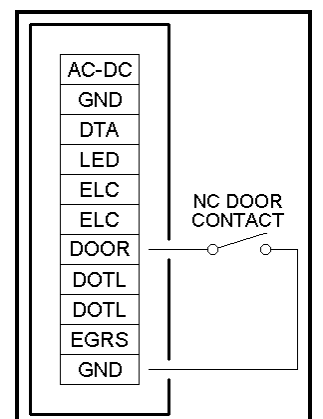 AC-DC
GND
DTA
LED
ELC
ELC
NC DOOR
CONTACT
DOOR
DOTL
DOTL
EGRS
GND